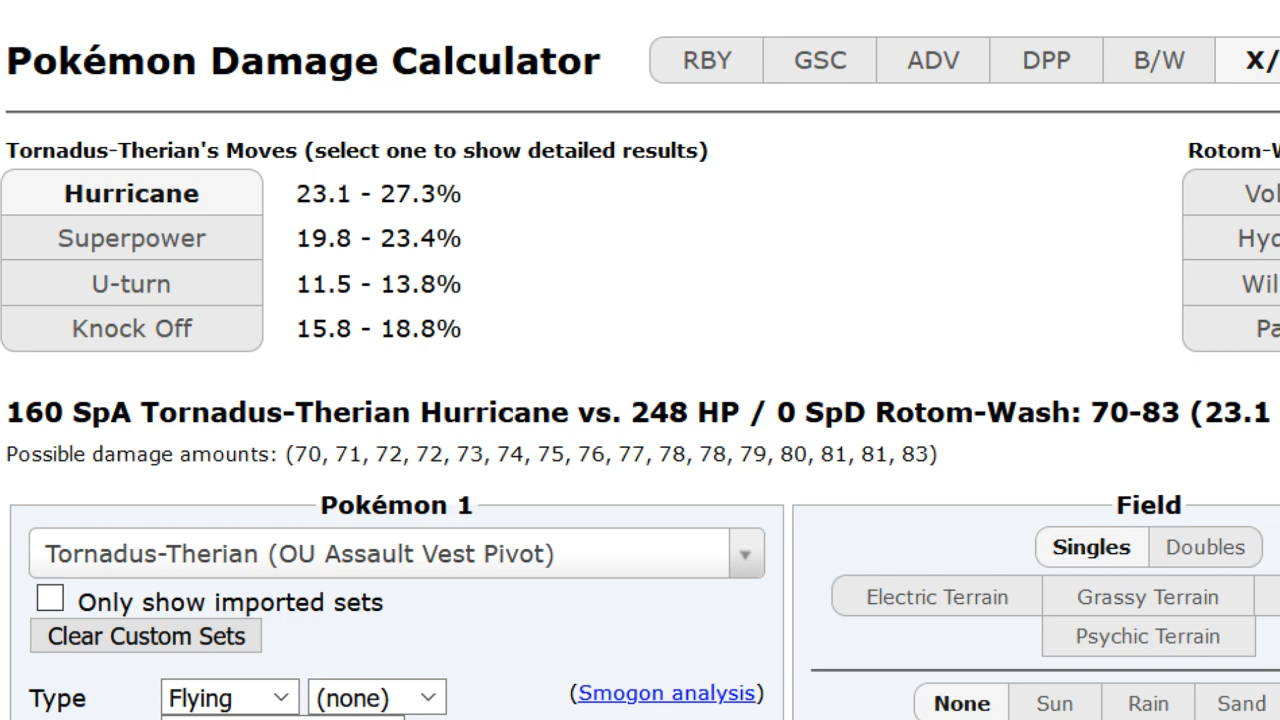 Pokémon Damage Calculator RBY GSC ADV DPP B/W X/
Tornadus-Therian's Moves (select one to show detailed results) Rotom-W
Hurricane 23.1 - 27.3% Vol
Superpower 19.8 - 23.4% Hyd
U-turn 11.5 - 13.8% Wil
Knock Off 15.8 - 18.8% Pa
160 SpA Tornadus-Therian Hurricane vs. 248 HP / 0 SpD Rotom-Wash: 70-83 (23.1
Possible damage amounts: (70, 71, 72, 72, 73, 74, 75, 76, 77, 78, 78, 79, 80, 81, 81, 83)
Pokémon 1
Tornadus-Therian (OU Assault Vest Pivot)
Only show imported sets
Clear Custom Sets
Type Flying (none) (Smogon analysis)
Field
Singles Doubles
Electric Terrain Grassy Terrain
Psychic Terrain
None Sun Rain Sand